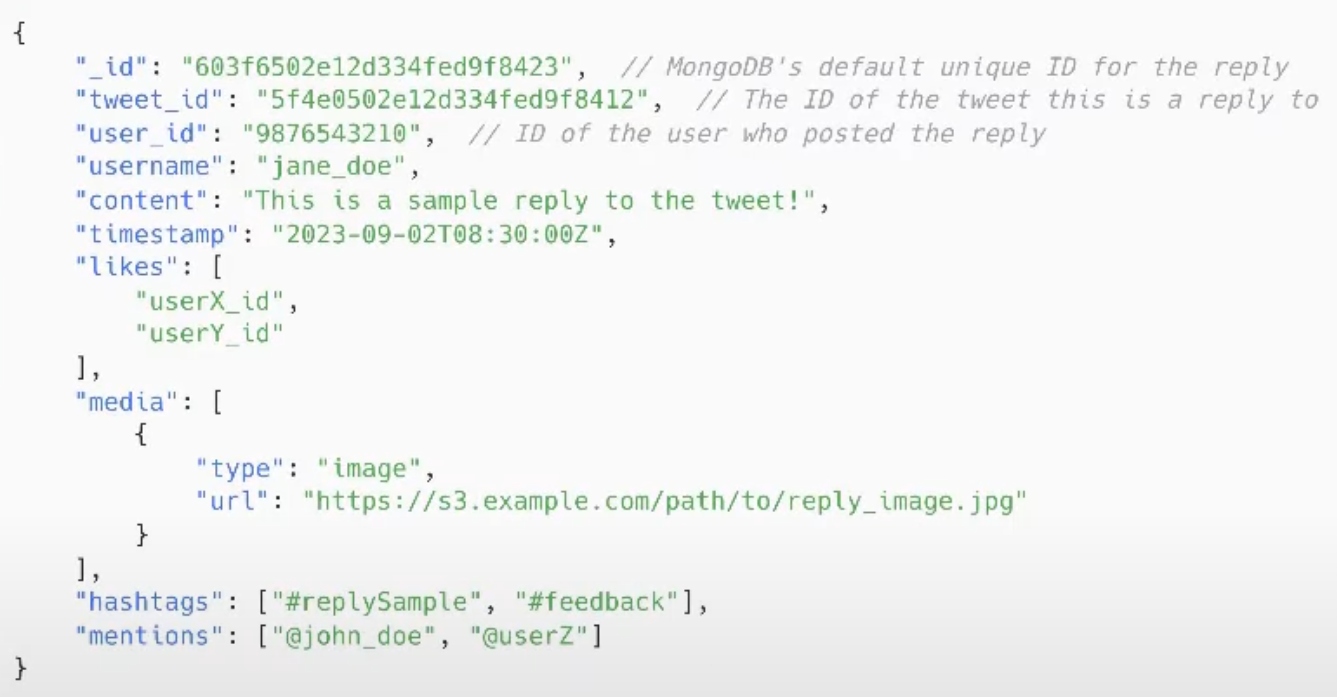 {
    "_id": "603f6502e12d334fed9f8423",  // MongoDB's default unique ID for the reply
    "tweet_id": "5f4e0502e12d334fed9f8412",  // The ID of the tweet this is a reply to
    "user_id": "9876543210",  // ID of the user who posted the reply
    "username": "jane_doe",
    "content": "This is a sample reply to the tweet!",
    "timestamp": "2023-09-02T08:30:00Z",
    "likes": [
        "userX_id",
        "userY_id"
    ],
    "media": [
        {
            "type": "image",
            "url": "https://s3.example.com/path/to/reply_image.jpg"
        }
    ],
    "hashtags": ["#replySample", "#feedback"],
    "mentions": ["@john_doe", "@userZ"]
}